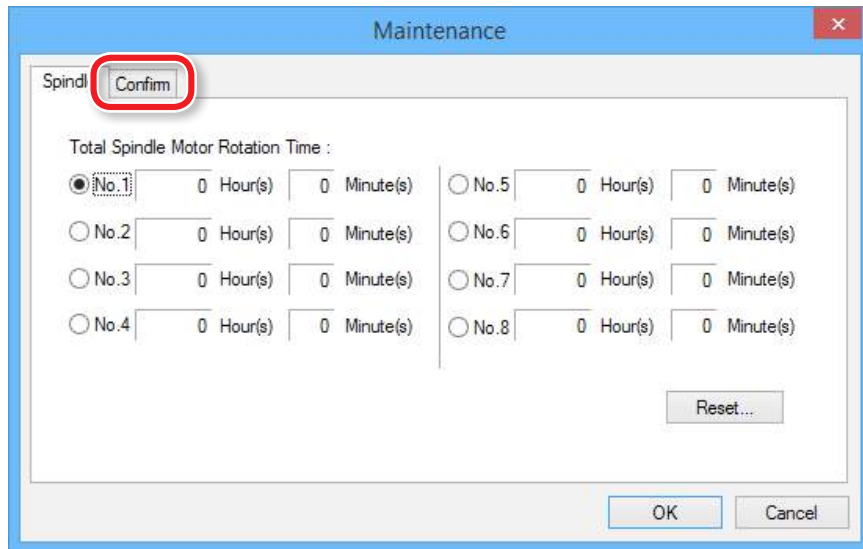 Maintenance
Spindl Confirm
Total Spindle Motor Rotation Time :
No.1 0 Hour(s) 0 Minute(s) No.5 0 Hour(s) 0 Minute(s)
No.2 0 Hour(s) 0 Minute(s) No.6 0 Hour(s) 0 Minute(s)
No.3 0 Hour(s) 0 Minute(s) No.7 0 Hour(s) 0 Minute(s)
No.4 0 Hour(s) 0 Minute(s) No.8 0 Hour(s) 0 Minute(s)
Reset...
OK Cancel